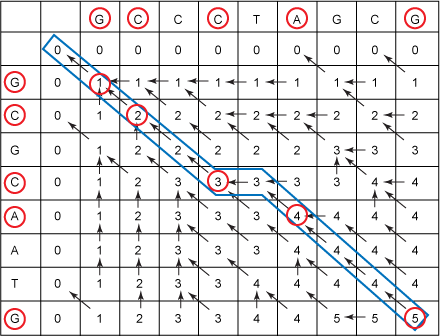 G C C C T A G C G
0 0 0 0 0 0 0 0 0 0
G 0 1 1 1 1 1 1 1 1 1
C 0 1 2 2 2 2 2 2 2 2
G 0 1 2 2 2 2 2 3 3 3
C 0 1 2 3 3 3 3 3 4 4
A 0 1 2 3 3 3 4 4 4 4
A 0 1 2 3 3 3 4 4 4 4
T 0 1 2 3 3 4 4 4 4 4
G 0 1 2 3 3 4 4 5 5 5